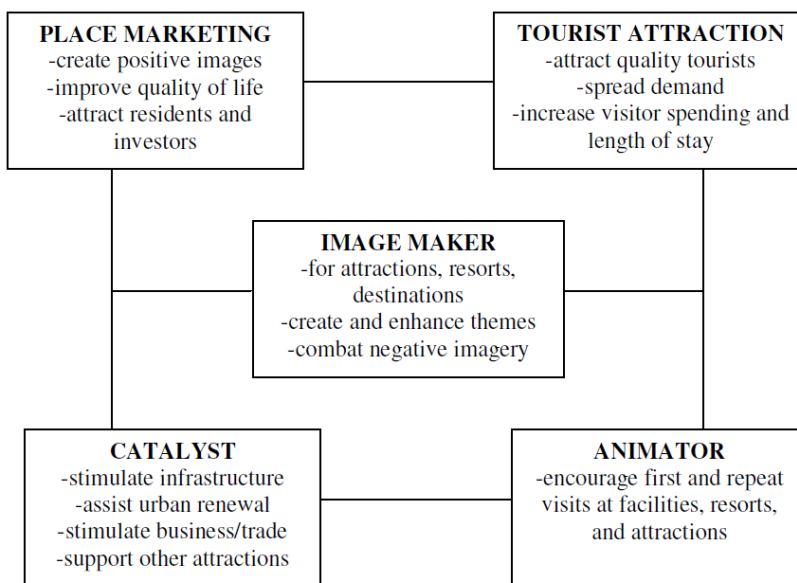 PLACE MARKETING
-create positive images
-improve quality of life
-attract residents and
investors
TOURIST ATTRACTION
-attract quality tourists
-spread demand
-increase visitor spending and
length of stay
IMAGE MAKER
-for attractions, resorts,
destinations
-create and enhance themes
-combat negative imagery
CATALYST
-stimulate infrastructure
-assist urban renewal
-stimulate business/trade
-support other attractions
ANIMATOR
-encourage first and repeat
visits at facilities, resorts,
and attractions